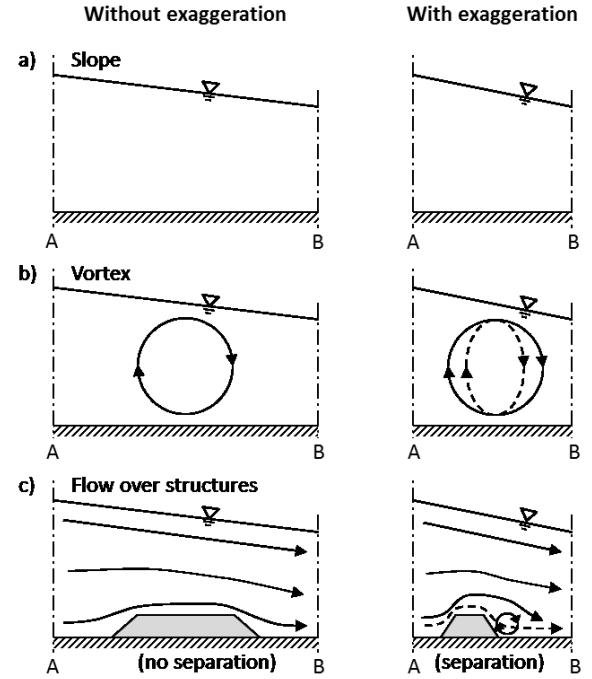 Without exaggeration
With exaggeration
a) Slope
A B A B
b) Vortex
A B A B
c) Flow over structures
A (no separation) B A (separation) B